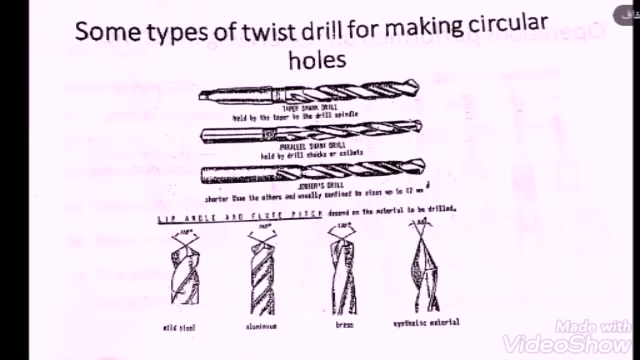 Some types of twist drill for making circular
holes
TAPER SHANK DRILL
held by the taper in the drill spindle
PARALLEL SHANK DRILL
held by drill chucks or collets
JOBBER'S DRILL
shorter than the others and usually confined to sizes up to 12 mm
LIP ANGLE AND FLUTE PITCH depend on the material to be drilled.
mild steel
aluminous
brass
synthetic material
Made with
VideoShow